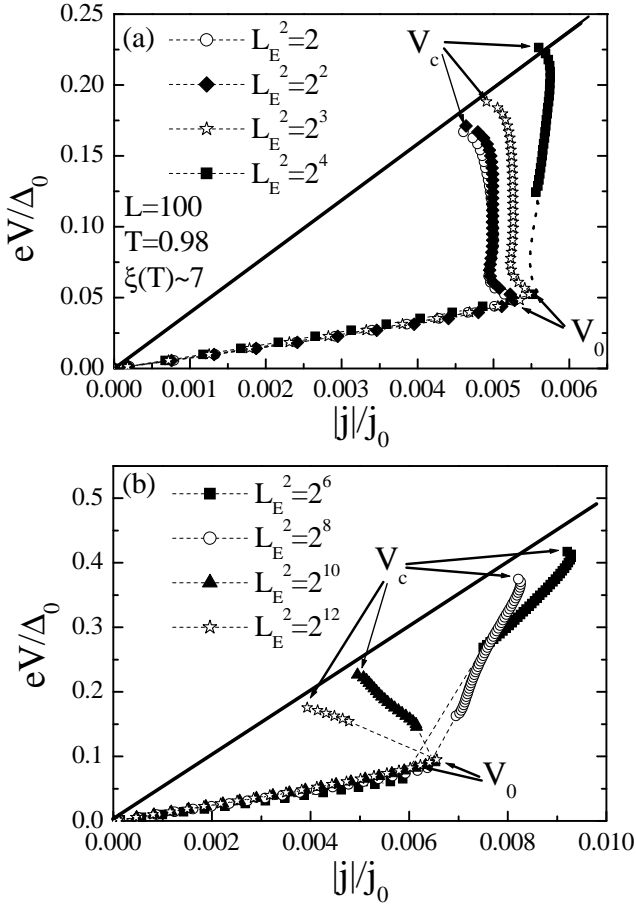 (a)
L_E^2=2
L_E^2=2^2
L_E^2=2^3
L_E^2=2^4
V_c
L=100
T=0.98
ξ(T)~7
V_0
eV/Δ_0
0.25
0.20
0.15
0.10
0.05
0.00
0.000 0.001 0.002 0.003 0.004 0.005 0.006
|j|/j_0
(b)
L_E^2=2^6
L_E^2=2^8
L_E^2=2^10
L_E^2=2^12
V_c
V_0
eV/Δ_0
0.5
0.4
0.3
0.2
0.1
0.0
0.000 0.002 0.004 0.006 0.008 0.010
|j|/j_0